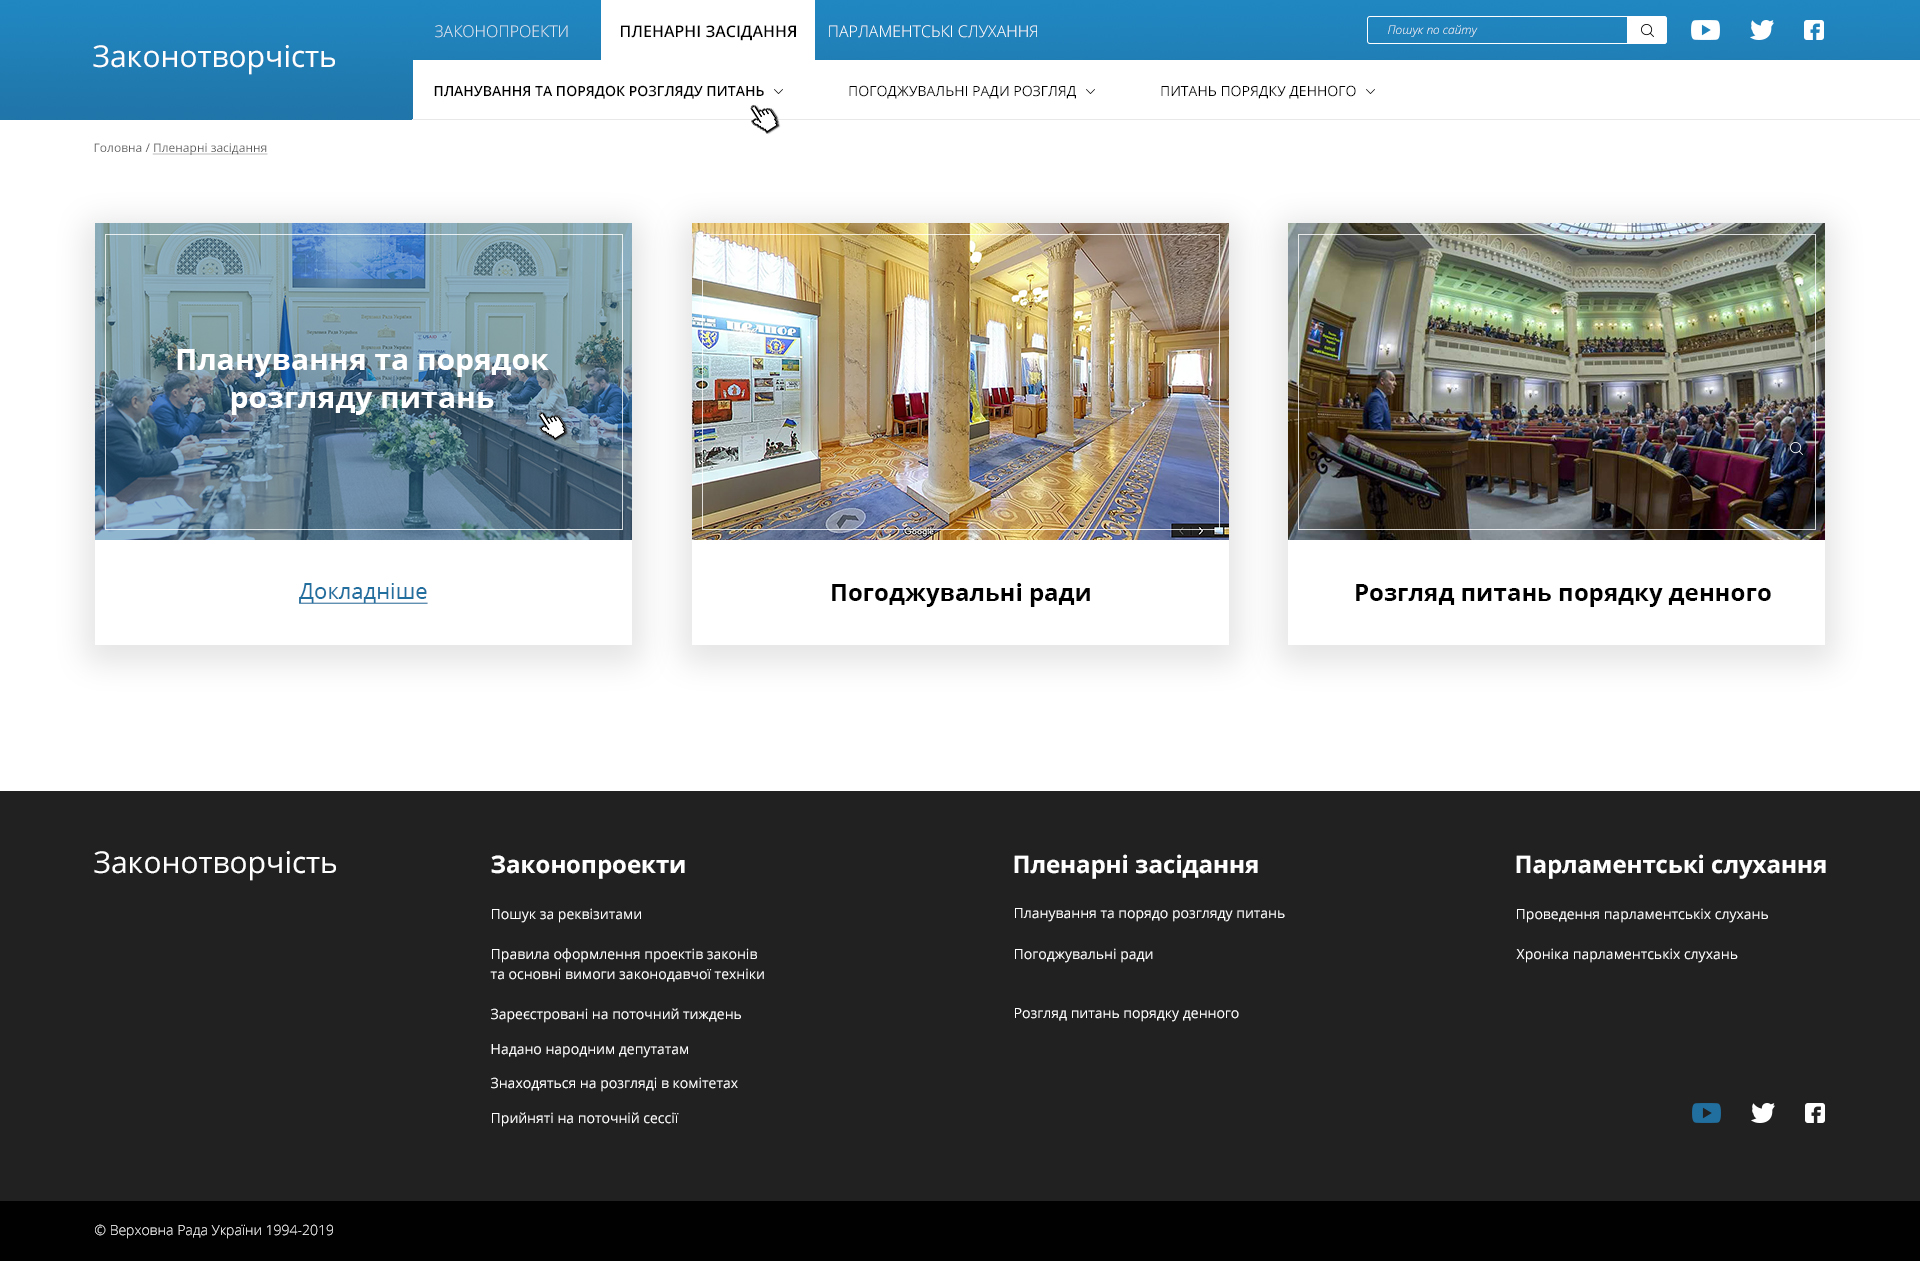 Законотворчість
ЗАКОНОПРОЕКТИ
ПЛЕНАРНІ ЗАСІДАННЯ
ПАРЛАМЕНТСЬКІ СЛУХАННЯ
Пошук по сайту
ПЛАНУВАННЯ ТА ПОРЯДОК РОЗГЛЯДУ ПИТАНЬ
ПОГОДЖУВАЛЬНІ РАДИ РОЗГЛЯД
ПИТАНЬ ПОРЯДКУ ДЕННОГО
Головна / Пленарні засідання
Планування та порядок
розгляду питань
Google
Докладніше
Погоджувальні ради
Розгляд питань порядку денного
Законотворчість
Законопроекти
Пошук за реквізитами
Правила оформлення проектів законів
та основні вимоги законодавчої техніки
Зареєстровані на поточний тиждень
Надано народним депутатам
Знаходяться на розгляді в комітетах
Прийняті на поточній сессії
Пленарні засідання
Планування та порядо розгляду питань
Погоджувальні ради
Розгляд питань порядку денного
Парламентські слухання
Проведення парламентськіх слухань
Хроніка парламентськіх слухань
© Верховна Рада України 1994-2019